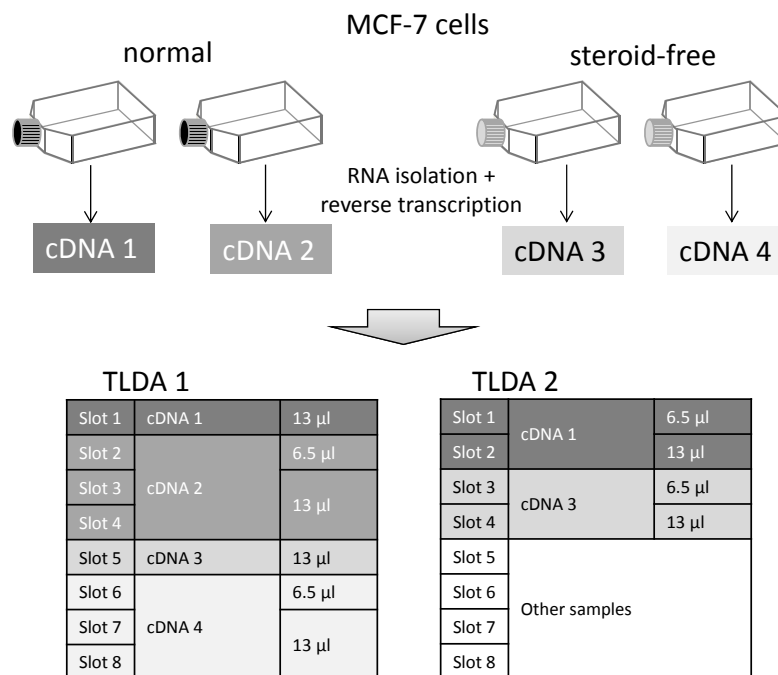 MCF-7 cells
normal
steroid-free
RNA isolation +
reverse transcription
cDNA 1
cDNA 2
cDNA 3
cDNA 4
TLDA 1
Slot 1 cDNA 1 13 µl
Slot 2 6.5 µl
Slot 3 cDNA 2 13 µl
Slot 4
Slot 5 cDNA 3 13 µl
Slot 6 6.5 µl
Slot 7 cDNA 4 13 µl
Slot 8
TLDA 2
Slot 1 cDNA 1 6.5 µl
Slot 2 13 µl
Slot 3 cDNA 3 6.5 µl
Slot 4 13 µl
Slot 5
Slot 6 Other samples
Slot 7
Slot 8